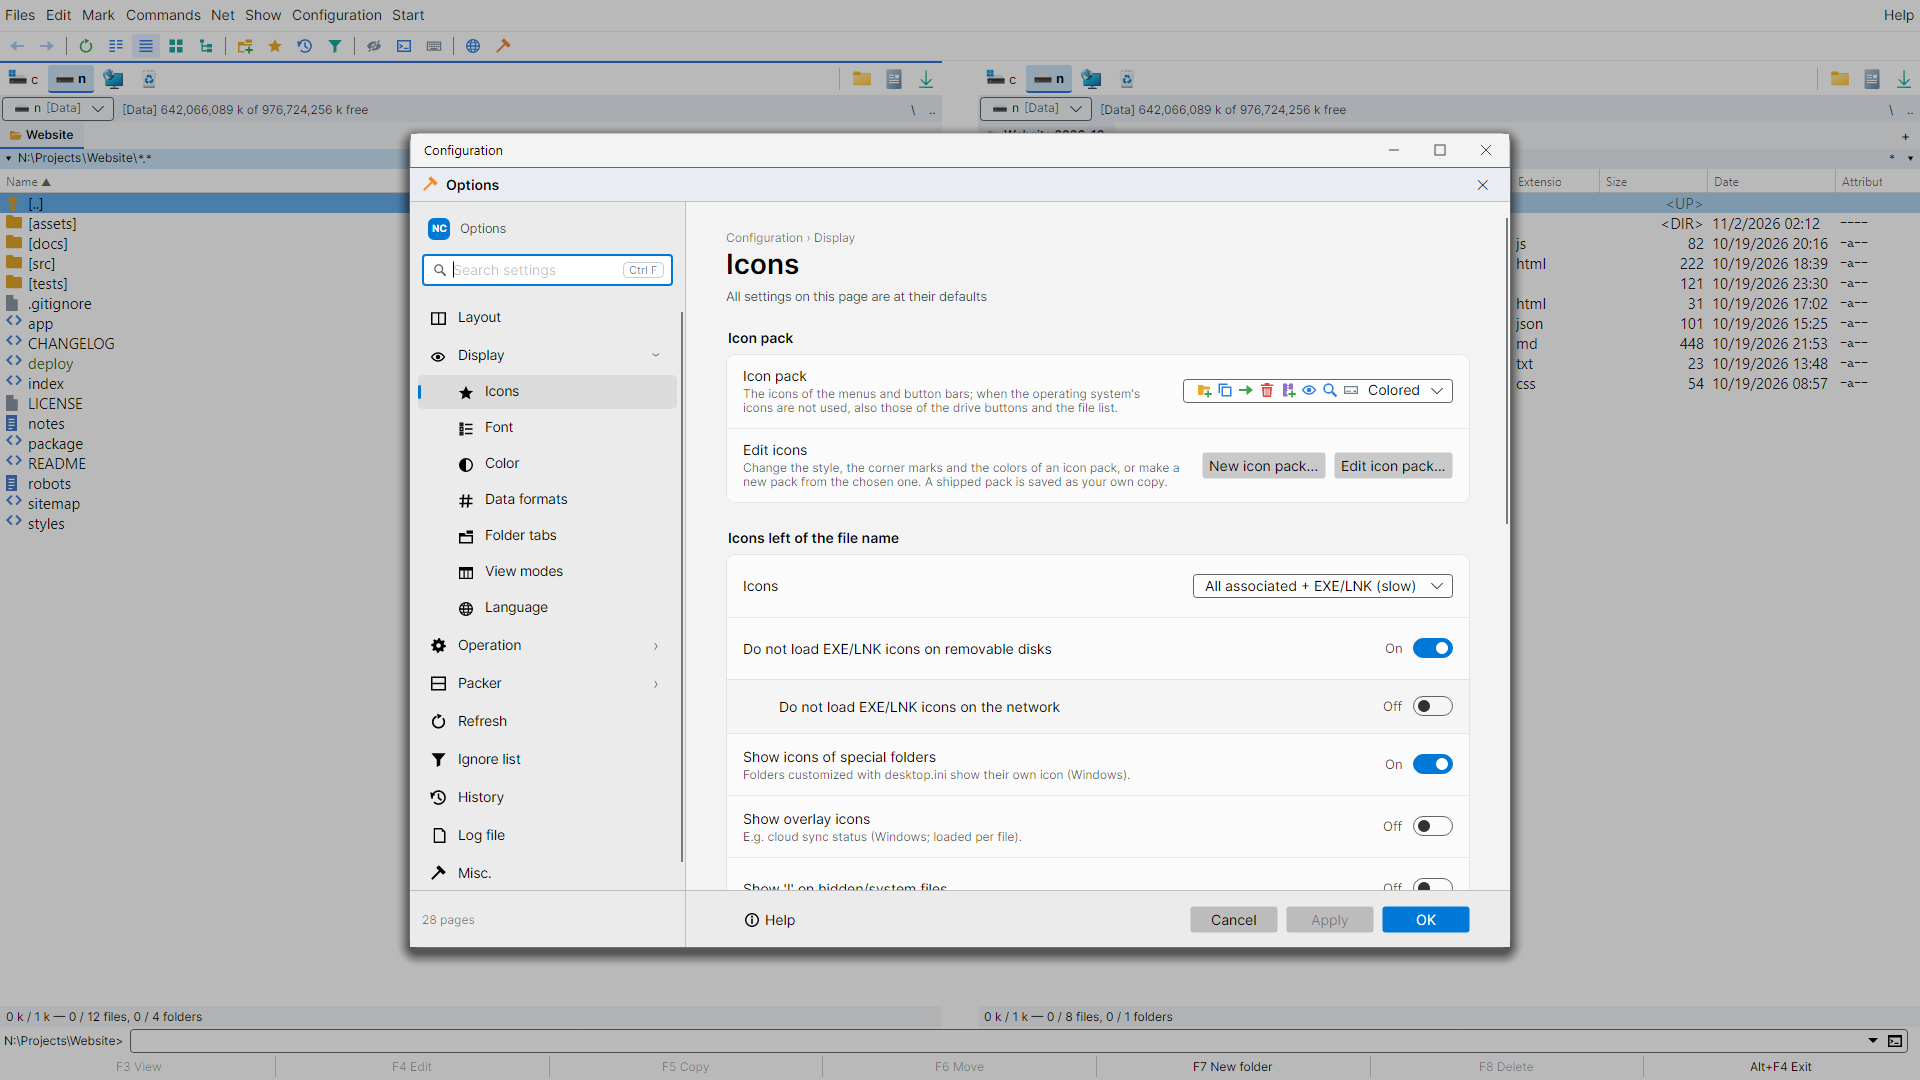 Files Edit Mark Commands Net Show Configuration Start Help
c n
c n
n [Data] [Data] 642,066,089 k of 976,724,256 k free \ ..
n [Data] [Data] 642,066,089 k of 976,724,256 k free \ ..
Website
+
N:\Projects\Website\*.*
*
Name
Extensio Size Date Attribut
[..]
[assets]
[docs]
[src]
[tests]
.gitignore
app
CHANGELOG
deploy
index
LICENSE
notes
package
README
robots
sitemap
styles
<UP>
<DIR> 11/2/2026 02:12 ----
js 82 10/19/2026 20:16 -a--
html 222 10/19/2026 18:39 -a--
121 10/19/2026 23:30 -a--
html 31 10/19/2026 17:02 -a--
json 101 10/19/2026 15:25 -a--
md 448 10/19/2026 21:53 -a--
txt 23 10/19/2026 13:48 -a--
css 54 10/19/2026 08:57 -a--
Configuration
Options
NC Options
Search settings Ctrl F
Layout
Display
Icons
Font
Color
Data formats
Folder tabs
View modes
Language
Operation
Packer
Refresh
Ignore list
History
Log file
Misc.
28 pages
Configuration › Display
Icons
All settings on this page are at their defaults
Icon pack
Icon pack
The icons of the menus and button bars; when the operating system's
icons are not used, also those of the drive buttons and the file list.
Colored
Edit icons
Change the style, the corner marks and the colors of an icon pack, or make a
new pack from the chosen one. A shipped pack is saved as your own copy.
New icon pack... Edit icon pack...
Icons left of the file name
Icons All associated + EXE/LNK (slow)
Do not load EXE/LNK icons on removable disks On
Do not load EXE/LNK icons on the network Off
Show icons of special folders On
Folders customized with desktop.ini show their own icon (Windows).
Show overlay icons Off
E.g. cloud sync status (Windows; loaded per file).
Show '!' on hidden/system files Off
Help Cancel Apply OK
0 k / 1 k — 0 / 12 files, 0 / 4 folders
0 k / 1 k — 0 / 8 files, 0 / 1 folders
N:\Projects\Website>
F3 View F4 Edit F5 Copy F6 Move F7 New folder F8 Delete Alt+F4 Exit